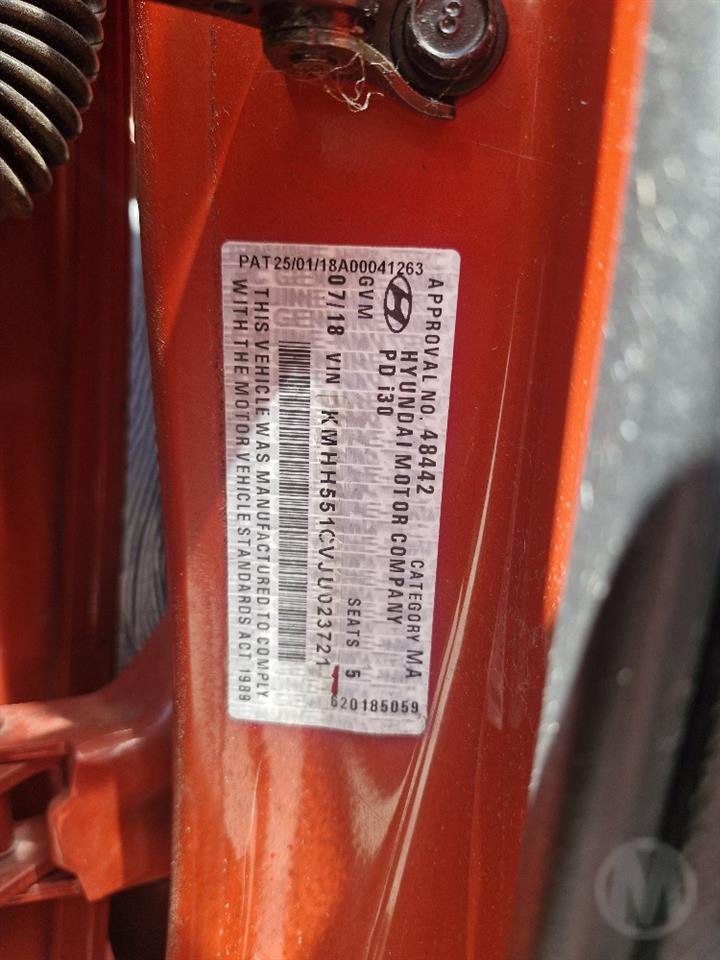 PAT25/01/18A00041263
APPROVAL NO. 48442 CATEGORY MA
HYUNDAI MOTOR COMPANY
PD i30
GVM SEATS 5
07/18 VIN KMHH551CVJU023721
THIS VEHICLE WAS MANUFACTURED TO COMPLY
WITH THE MOTOR VEHICLE STANDARDS ACT 1989
620185059
8
M